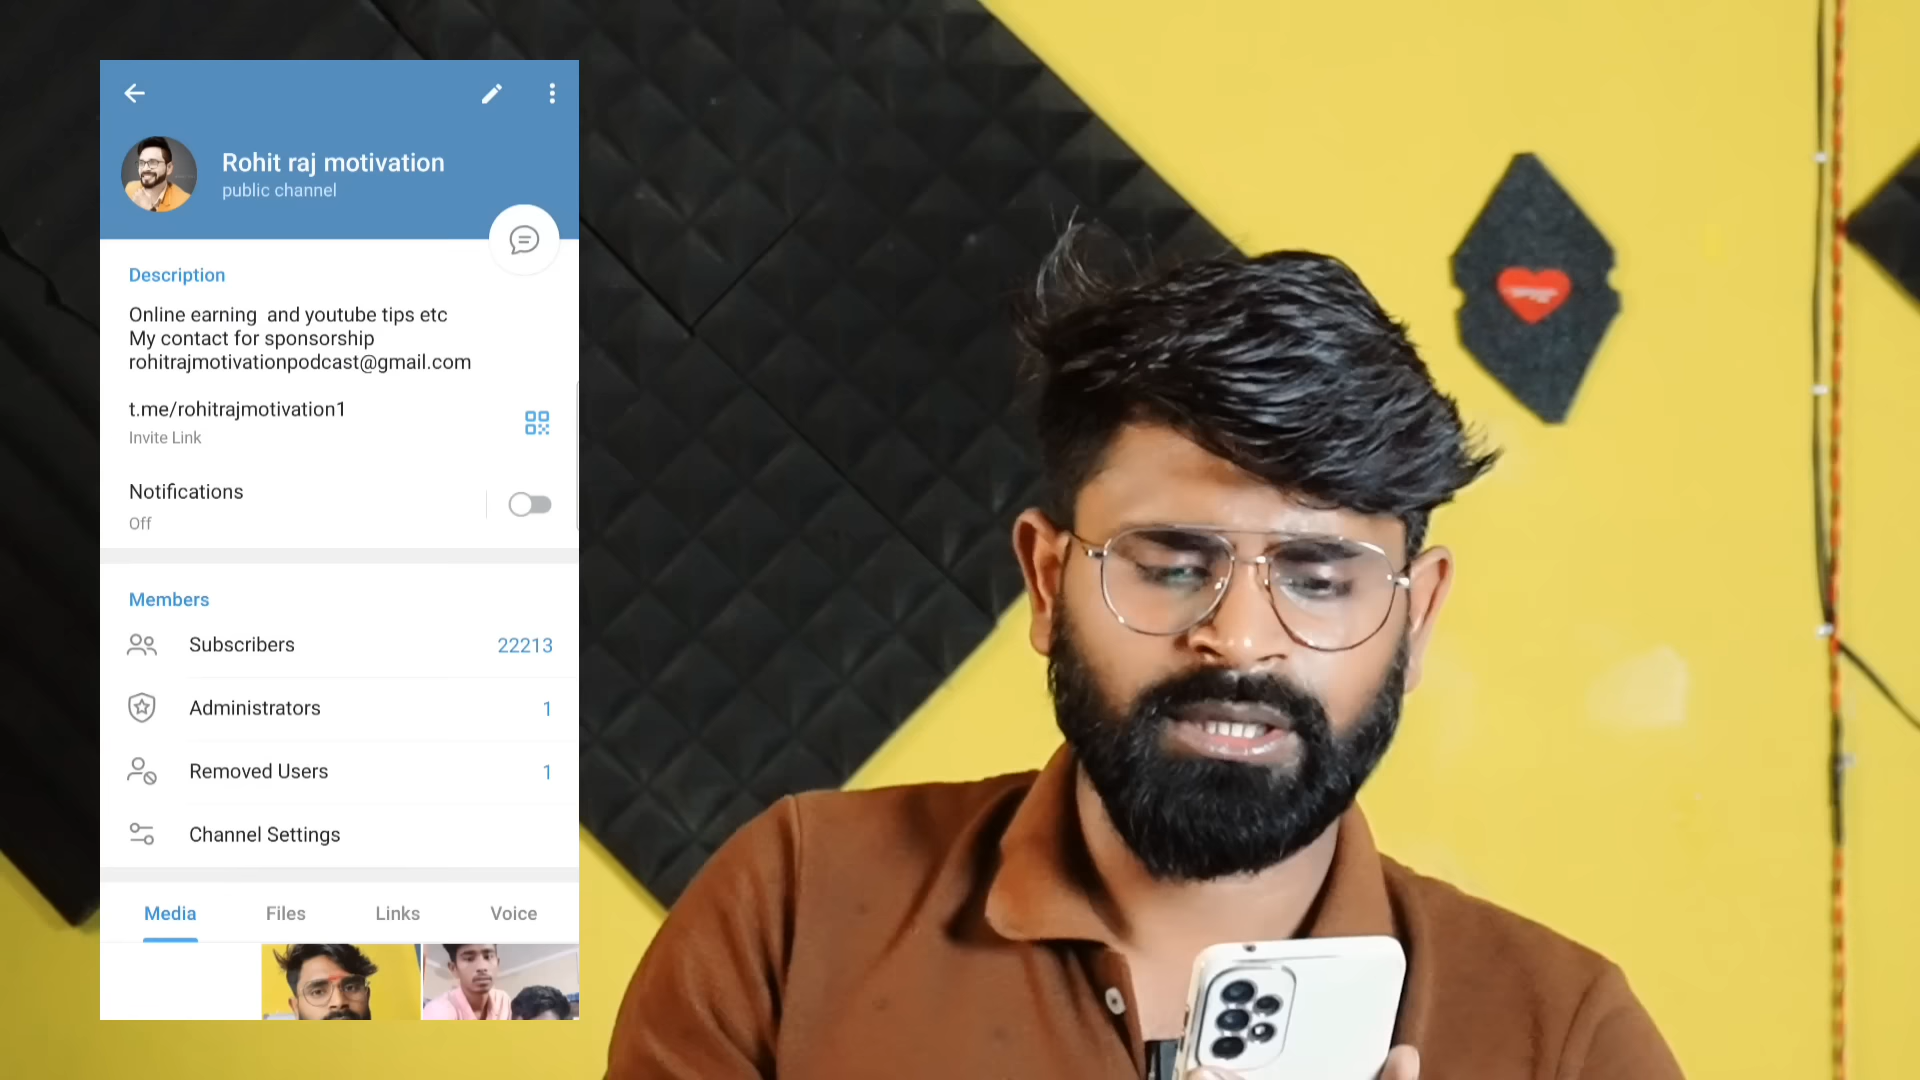 Rohit raj motivation
public channel
Description
Online earning  and youtube tips etc
My contact for sponsorship
rohitrajmotivationpodcast@gmail.com
t.me/rohitrajmotivation1
Invite Link
Notifications
Off
Members
Subscribers 22213
Administrators 1
Removed Users 1
Channel Settings
Media Files Links Voice